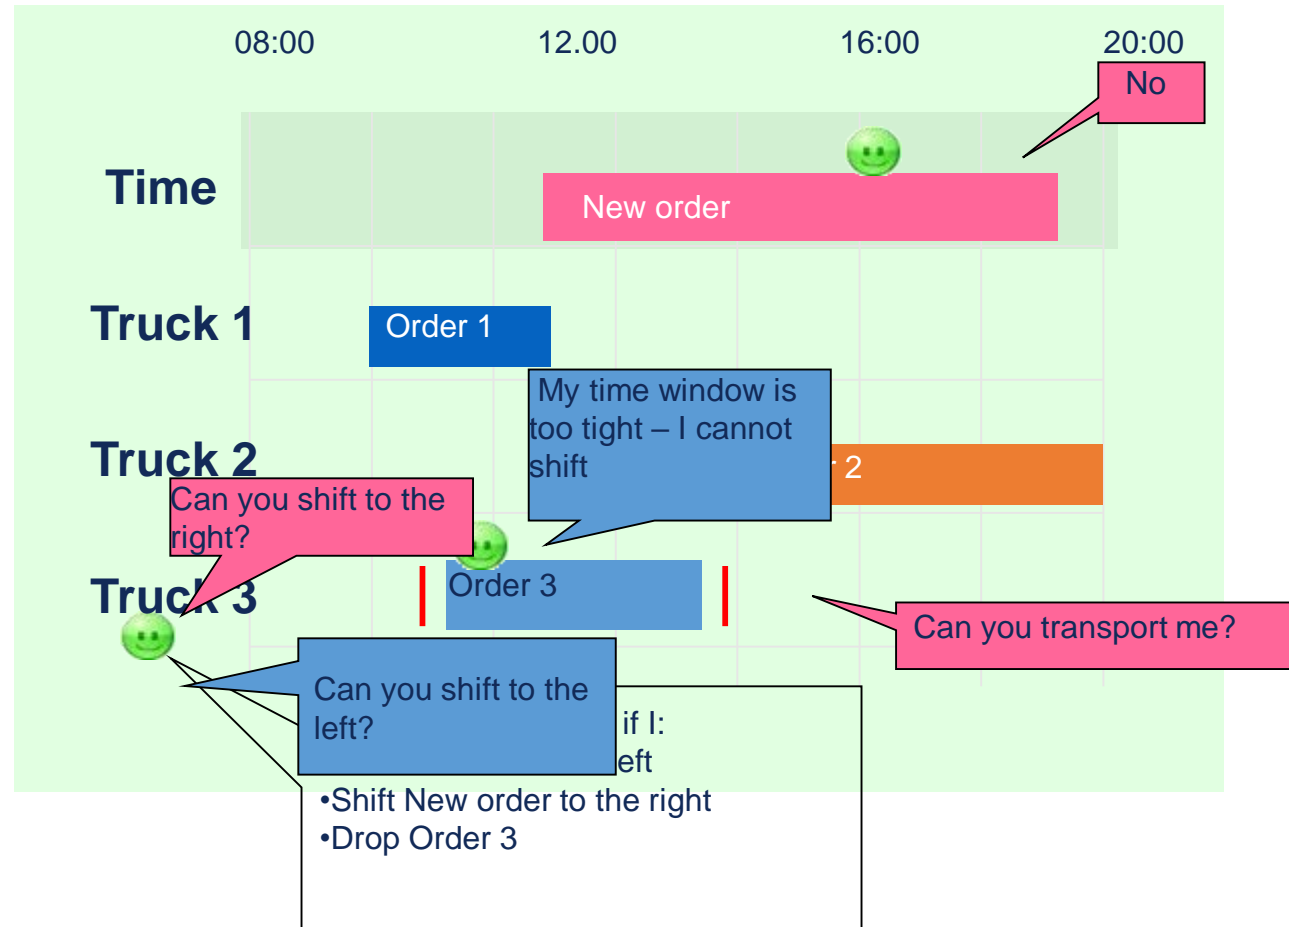 08:00 12.00 16:00 20:00
No
Time
New order
Truck 1
Order 1
My time window is
too tight – I cannot
shift
Truck 2
2
Can you shift to the
right?
Truck 3
Order 3
Can you transport me?
Can you shift to the
left?
if I:
eft
•Shift New order to the right
•Drop Order 3